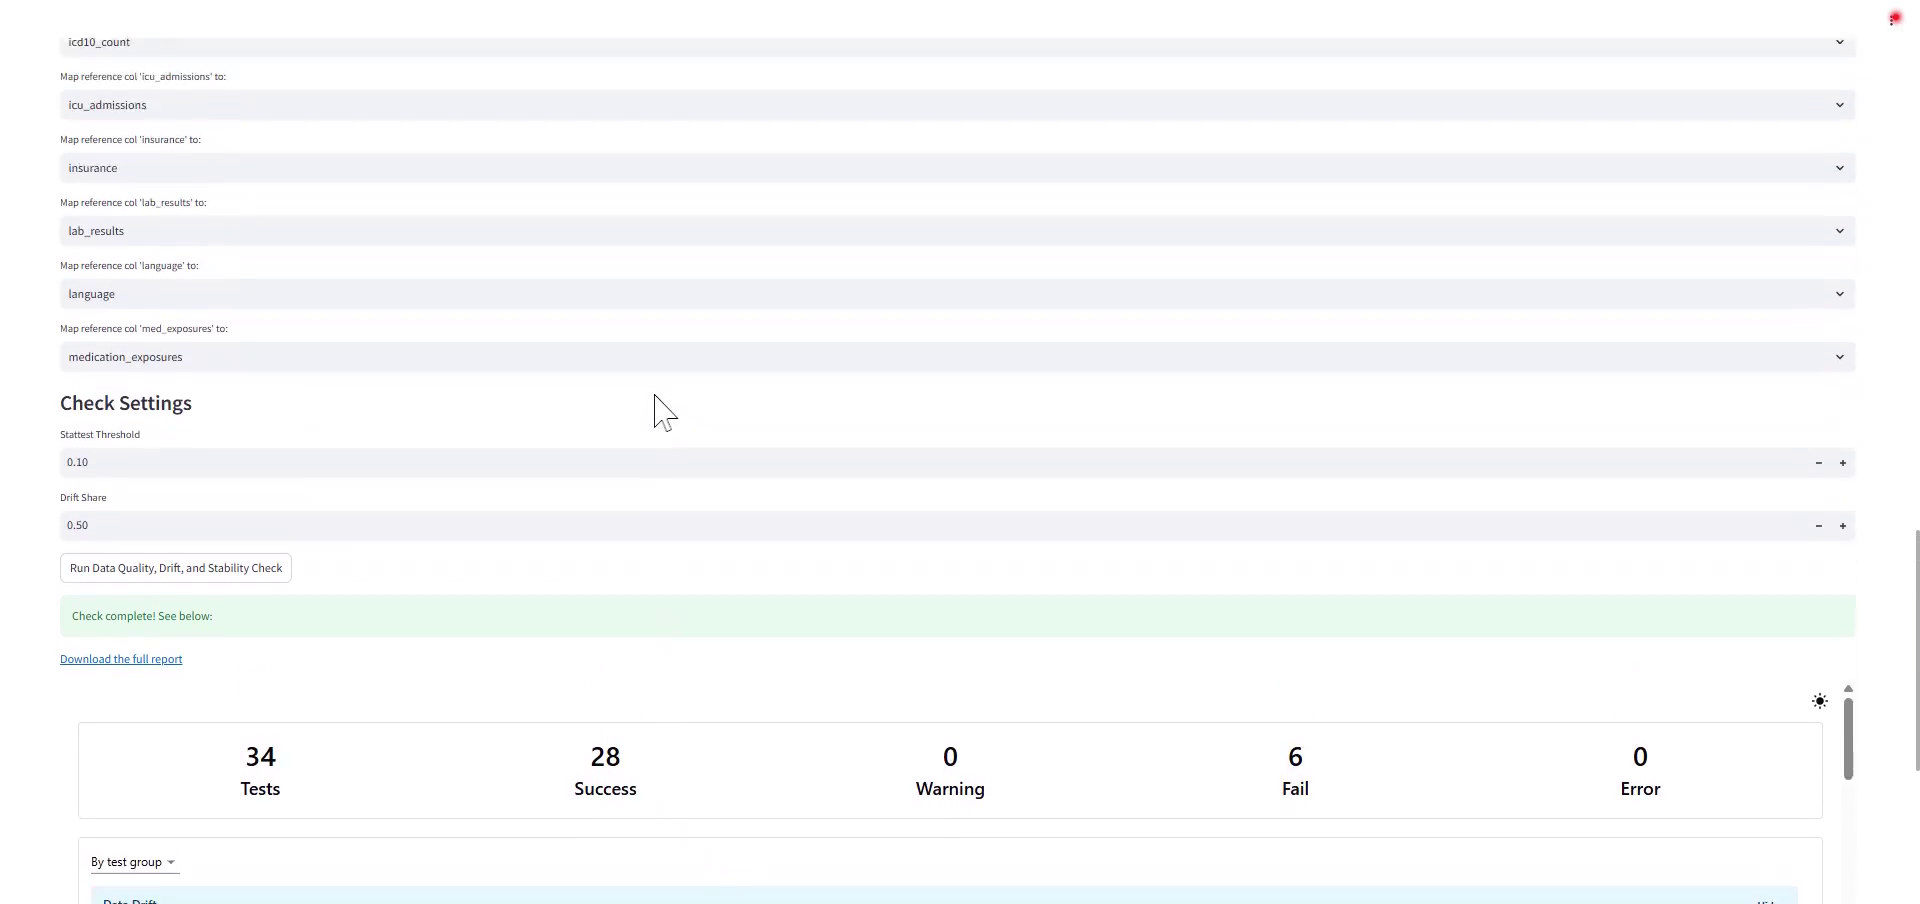 icd10_count
Map reference col 'icu_admissions' to:
icu_admissions
Map reference col 'insurance' to:
insurance
Map reference col 'lab_results' to:
lab_results
Map reference col 'language' to:
language
Map reference col 'med_exposures' to:
medication_exposures
Check Settings
Stattest Threshold
0.10
Drift Share
0.50
Run Data Quality, Drift, and Stability Check
Check complete! See below:
Download the full report
34 28 0 6 0
Tests Success Warning Fail Error
By test group
Data Drift